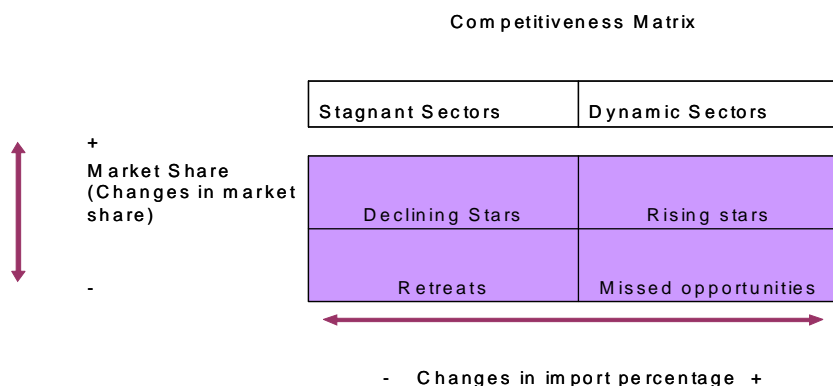 Competitiveness Matrix
Stagnant Sectors
Dynamic Sectors
+
Market Share
(Changes in market
share)
Declining Stars
Rising stars
-
Retreats
Missed opportunities
- Changes in import percentage +